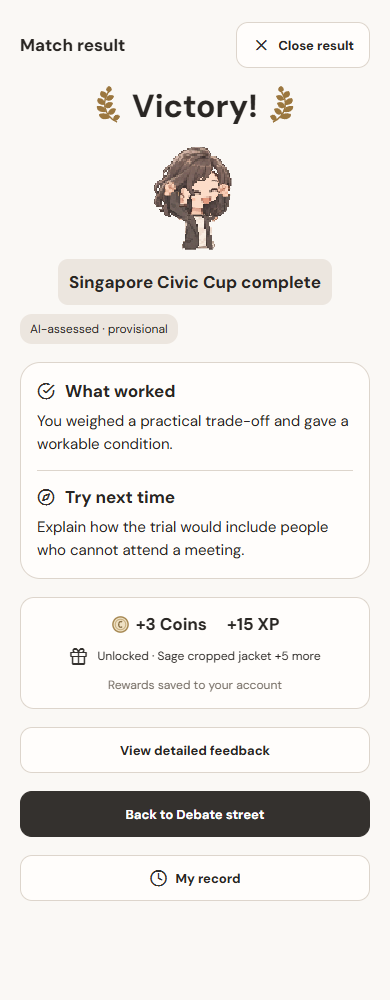 Match result
Close result
Victory!
Singapore Civic Cup complete
AI-assessed · provisional
What worked
You weighed a practical trade-off and gave a
workable condition.
Try next time
Explain how the trial would include people
who cannot attend a meeting.
C +3 Coins +15 XP
Unlocked · Sage cropped jacket +5 more
Rewards saved to your account
View detailed feedback
Back to Debate street
My record